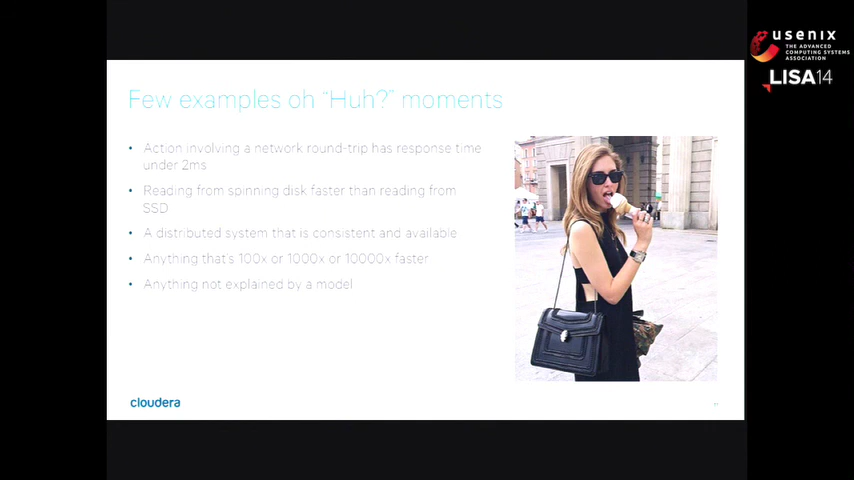 usenix
THE ADVANCED
COMPUTING SYSTEMS
ASSOCIATION
LISA14
Few examples oh “Huh?” moments
• Action involving a network round-trip has response time
under 2ms
• Reading from spinning disk faster than reading from
SSD
• A distributed system that is consistent and available
• Anything that's 100x or 1000x or 10000x faster
• Anything not explained by a model
cloudera